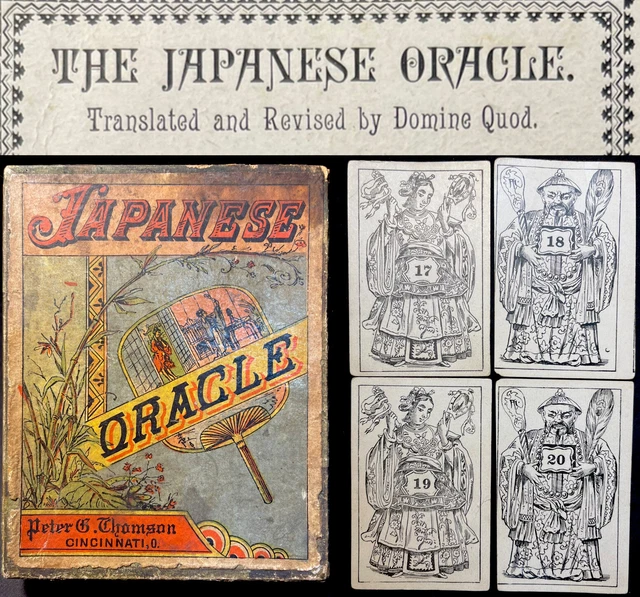 THE JAPANESE ORACLE.
Translated and Revised by Domine Quod.
JAPANESE
ORACLE
Peter G. Thomson
CINCINNATI, O.
17
18
19
20